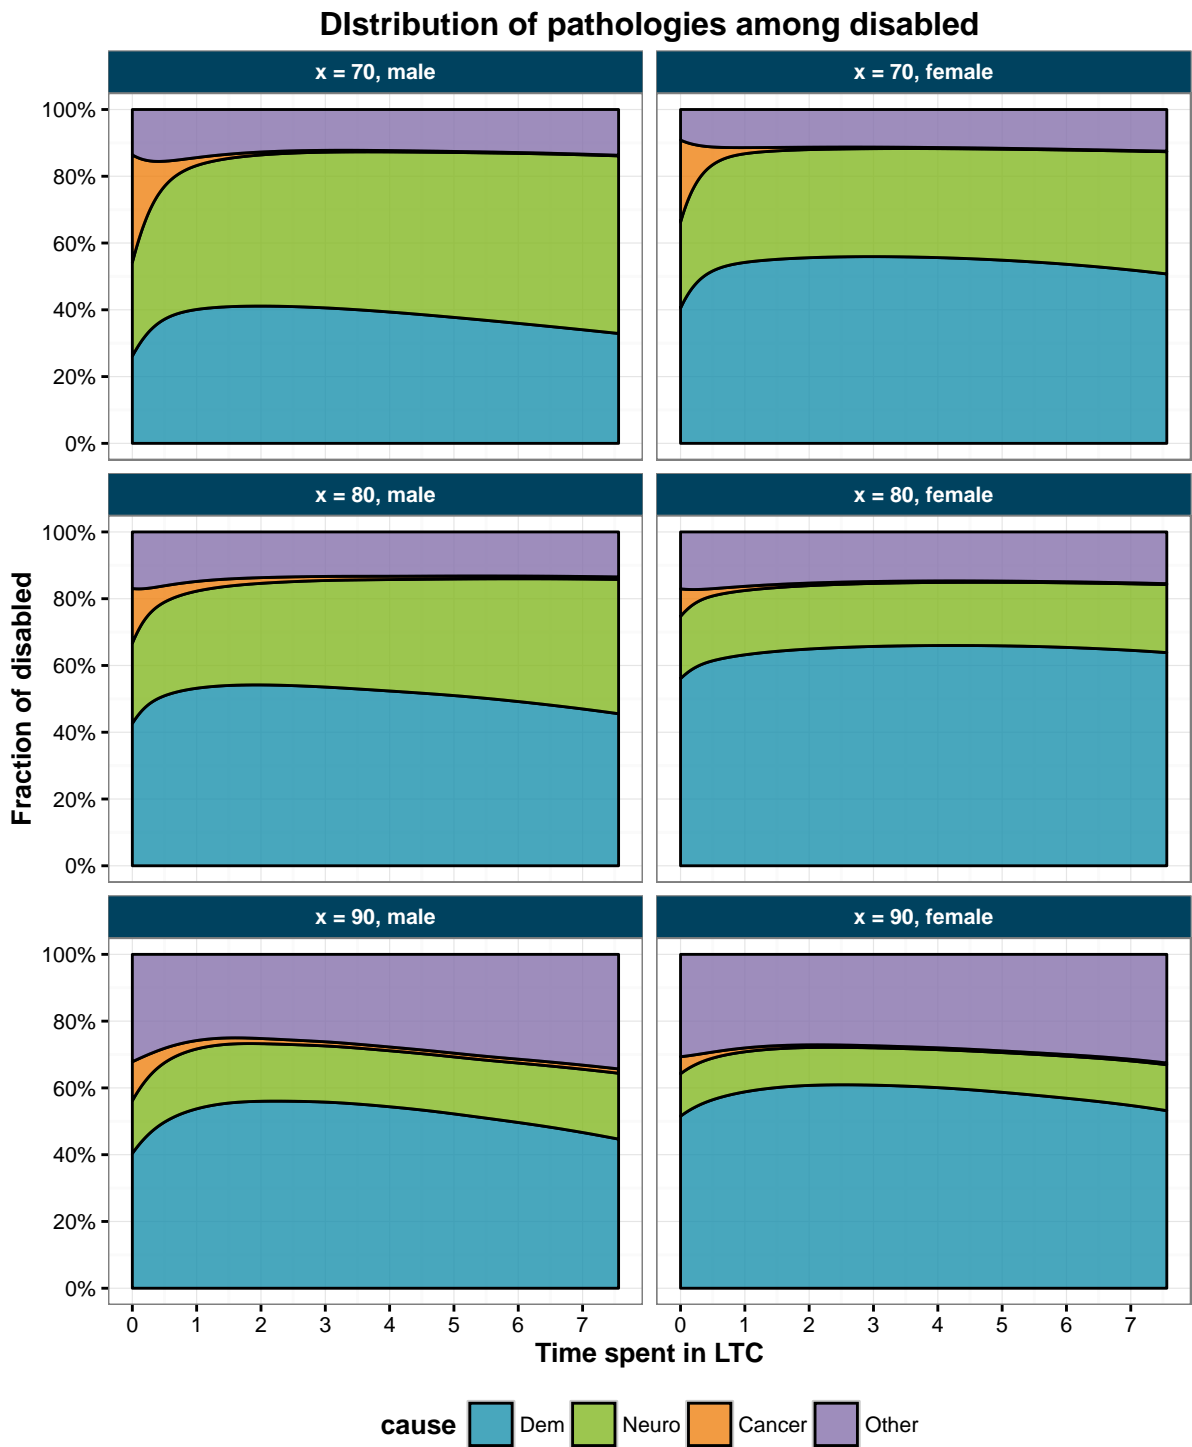 DIstribution of pathologies among disabled
x = 70, male
x = 70, female
100%
80%
60%
40%
20%
0%
x = 80, male
x = 80, female
100%
80%
60%
40%
20%
0%
x = 90, male
x = 90, female
100%
80%
60%
40%
20%
0%
Fraction of disabled
0 1 2 3 4 5 6 7
0 1 2 3 4 5 6 7
Time spent in LTC
cause Dem Neuro Cancer Other